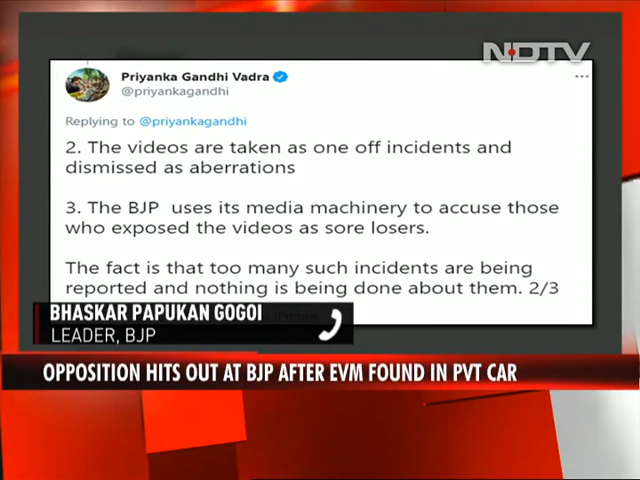 NDTV
Priyanka Gandhi Vadra
@priyankagandhi
Replying to @priyankagandhi
2. The videos are taken as one off incidents and
dismissed as aberrations
3. The BJP uses its media machinery to accuse those
who exposed the videos as sore losers.
The fact is that too many such incidents are being
reported and nothing is being done about them. 2/3
BHASKAR PAPUKAN GOGOI
LEADER, BJP
OPPOSITION HITS OUT AT BJP AFTER EVM FOUND IN PVT CAR